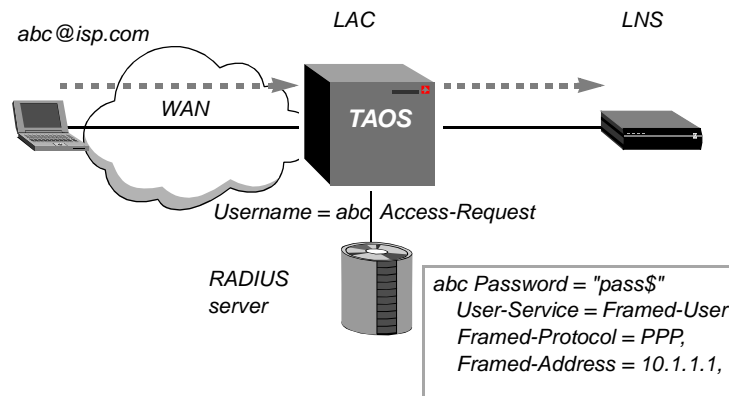 LAC
LNS
abc@isp.com
WAN
TAOS
Username = abc Access-Request
RADIUS
server
abc Password = "pass$"
User-Service = Framed-User
Framed-Protocol = PPP,
Framed-Address = 10.1.1.1,